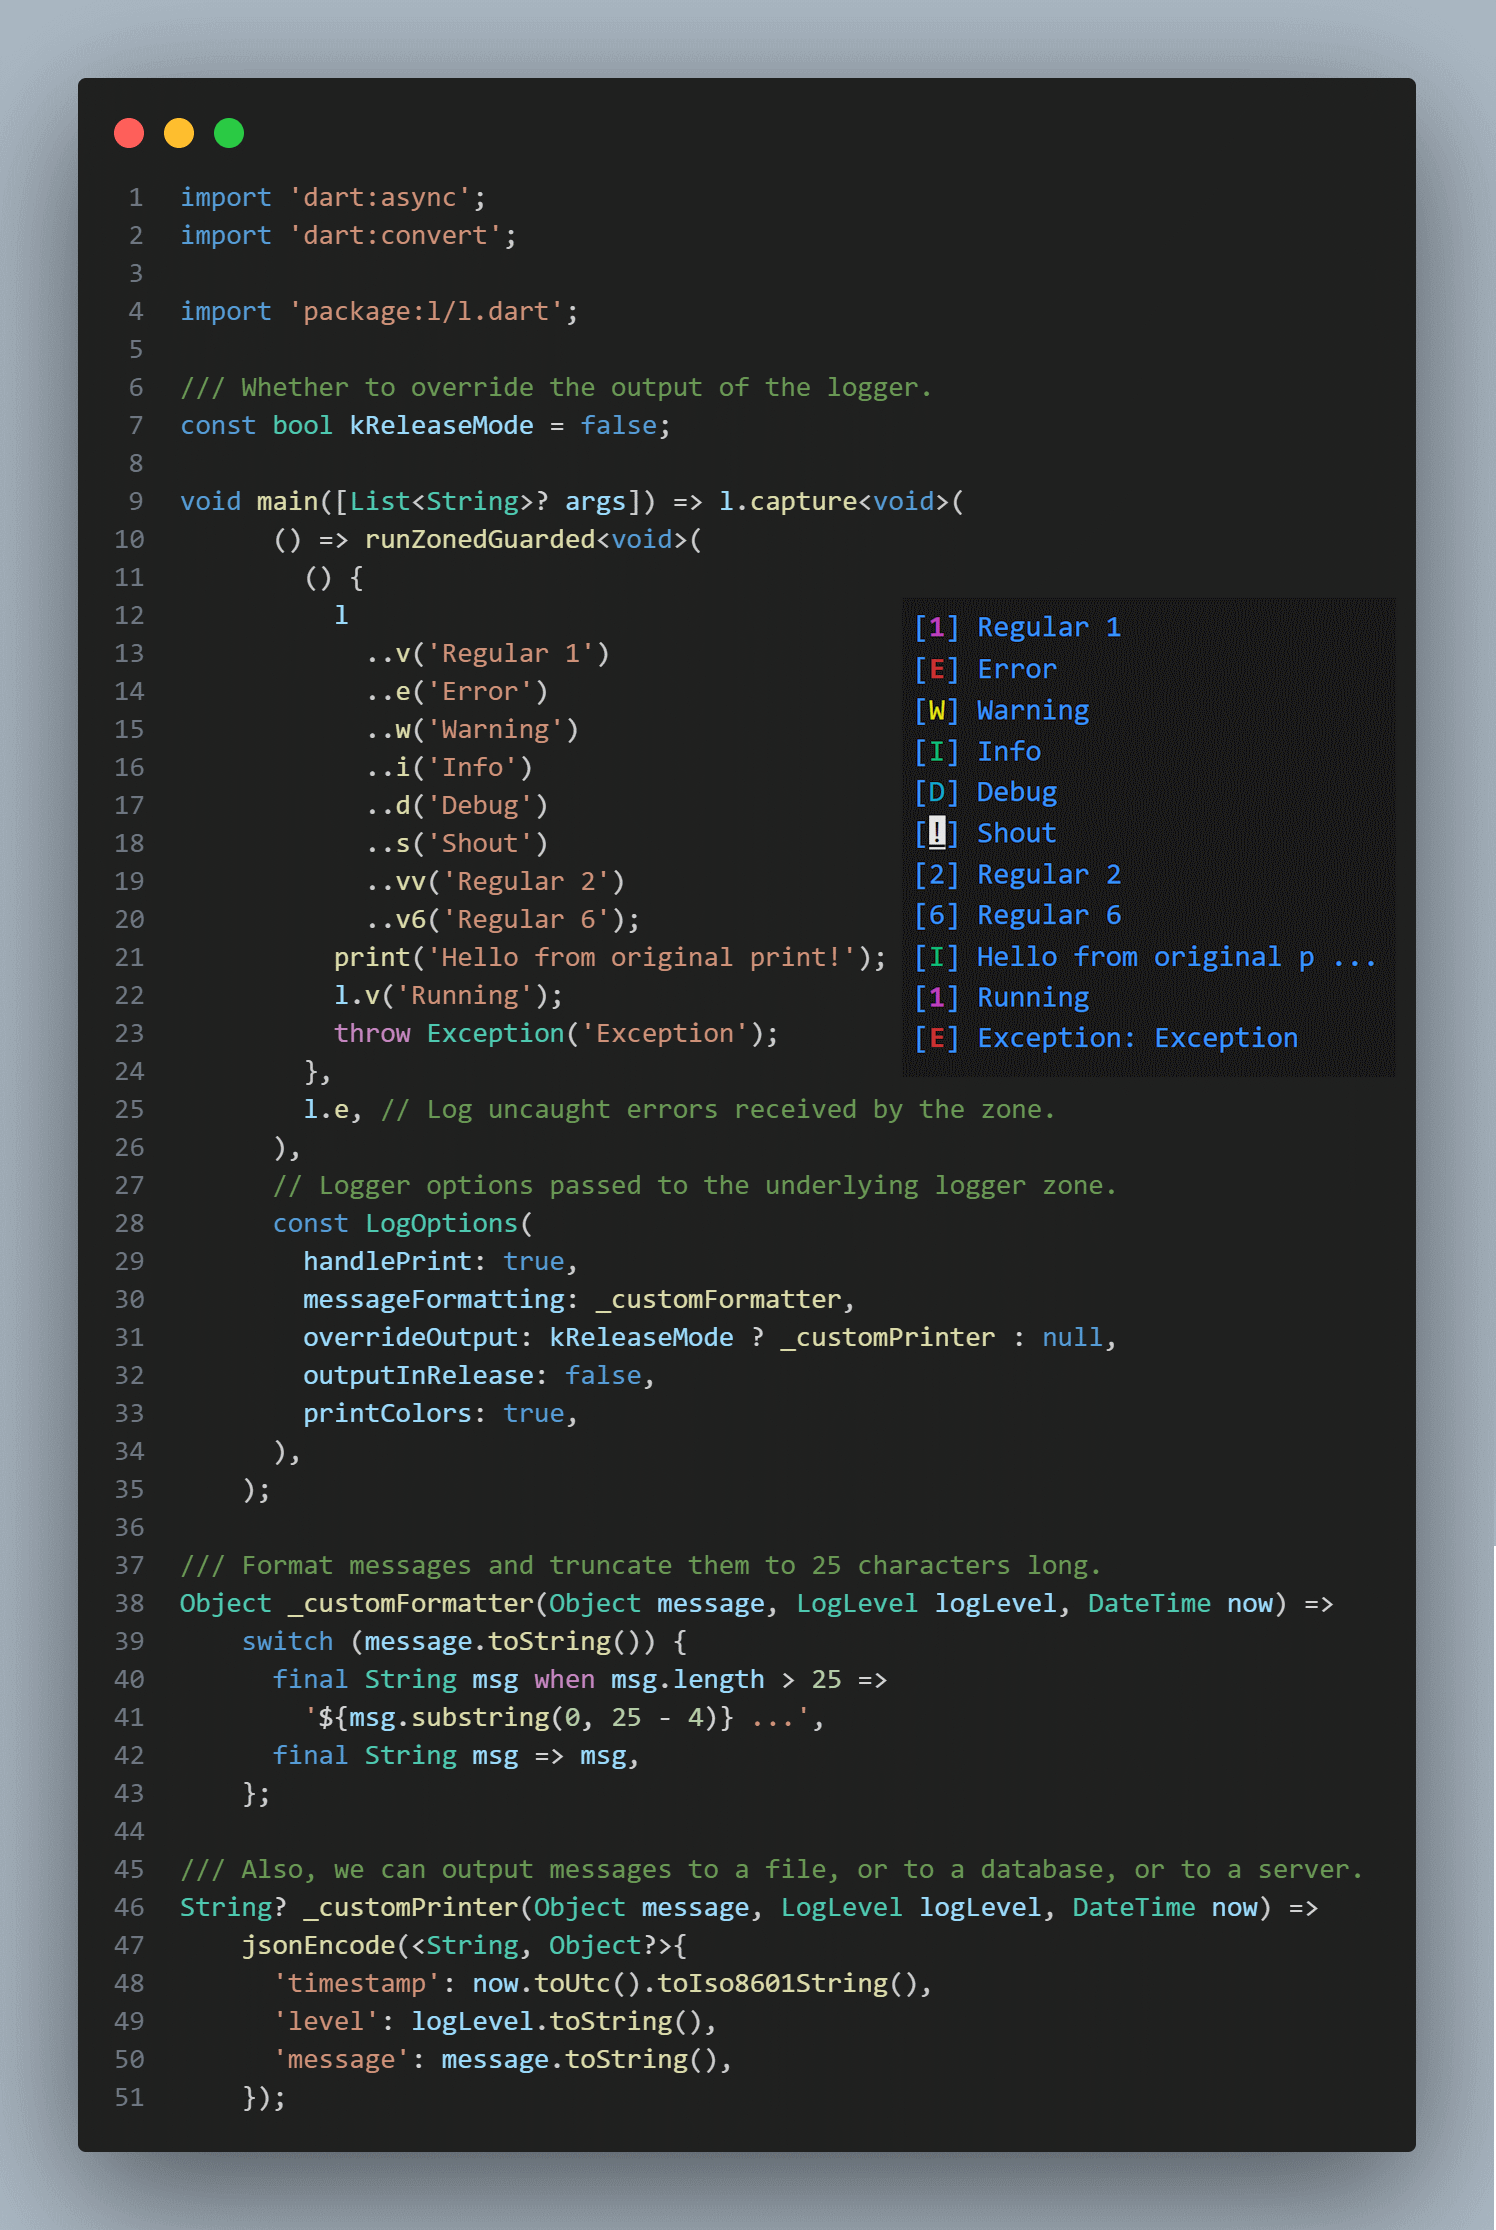 1 import 'dart:async';
2 import 'dart:convert';
3
4 import 'package:l/l.dart';
5
6 /// Whether to override the output of the logger.
7 const bool kReleaseMode = false;
8
9 void main([List<String>? args]) => l.capture<void>(
10       () => runZonedGuarded<void>(
11         () {
12           l
13             ..v('Regular 1')
14             ..e('Error')
15             ..w('Warning')
16             ..i('Info')
17             ..d('Debug')
18             ..s('Shout')
19             ..vv('Regular 2')
20             ..v6('Regular 6');
21           print('Hello from original print!');
22           l.v('Running');
23           throw Exception('Exception');
24         },
25         l.e, // Log uncaught errors received by the zone.
26       ),
27       // Logger options passed to the underlying logger zone.
28       const LogOptions(
29         handlePrint: true,
30         messageFormatting: _customFormatter,
31         overrideOutput: kReleaseMode ? _customPrinter : null,
32         outputInRelease: false,
33         printColors: true,
34       ),
35     );
36
37 /// Format messages and truncate them to 25 characters long.
38 Object _customFormatter(Object message, LogLevel logLevel, DateTime now) =>
39     switch (message.toString()) {
40       final String msg when msg.length > 25 =>
41         '${msg.substring(0, 25 - 4)} ...',
42       final String msg => msg,
43     };
44
45 /// Also, we can output messages to a file, or to a database, or to a server.
46 String? _customPrinter(Object message, LogLevel logLevel, DateTime now) =>
47     jsonEncode(<String, Object?>{
48       'timestamp': now.toUtc().toIso8601String(),
49       'level': logLevel.toString(),
50       'message': message.toString(),
51     });
[1] Regular 1
[E] Error
[W] Warning
[I] Info
[D] Debug
[!] Shout
[2] Regular 2
[6] Regular 6
[I] Hello from original p ...
[1] Running
[E] Exception: Exception